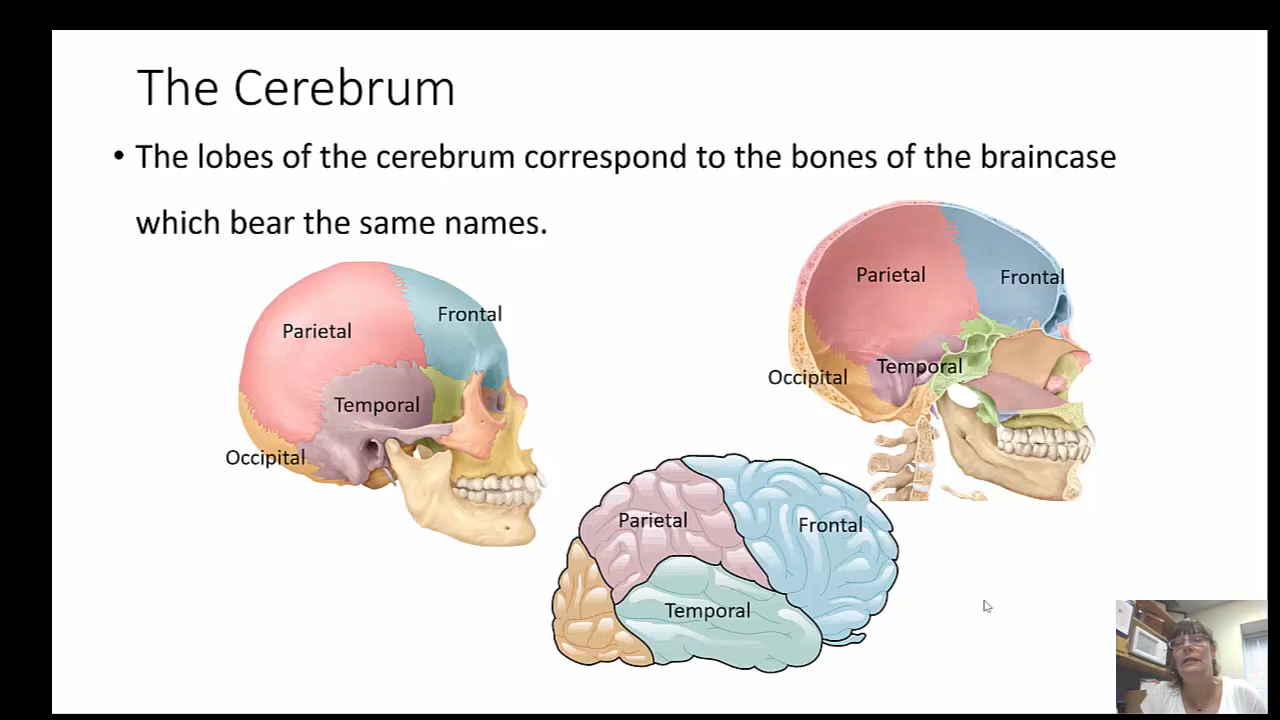 The Cerebrum
• The lobes of the cerebrum correspond to the bones of the braincase
which bear the same names.
Parietal
Frontal
Temporal
Occipital
Parietal
Frontal
Temporal
Occipital
Parietal
Frontal
Temporal